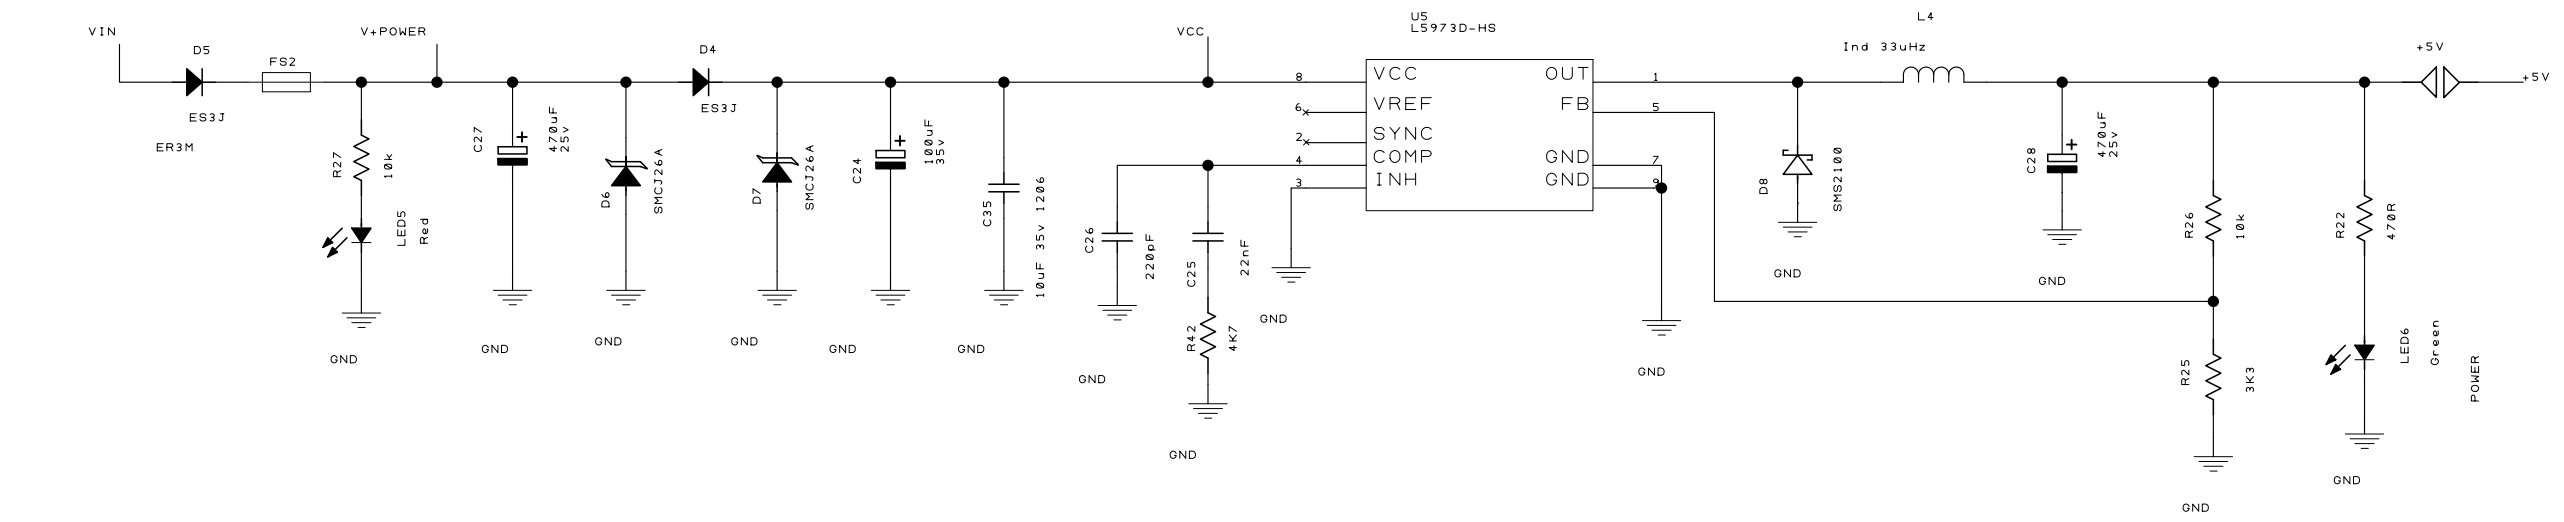 VIN
D5
ES3J
ER3M
FS2
V+POWER
R27
10k
LED5
Red
GND
C27
470uF
25v
GND
D6
SMCJ26A
GND
D4
ES3J
D7
SMCJ26A
GND
C24
100uF
35v
GND
C35
10uF 35v 1206
GND
VCC
C26
220pF
GND
C25
22nF
R42
4K7
GND
GND
U5
L5973D-HS
8
VCC
6
VREF
2
SYNC
4
COMP
3
INH
OUT
1
FB
5
GND
7
GND
9
GND
D8
SMS2100
GND
L4
Ind 33uHz
C28
470uF
25v
GND
R26
10k
R25
3K3
GND
R22
470R
LED6
Green
POWER
GND
+5V
+5V